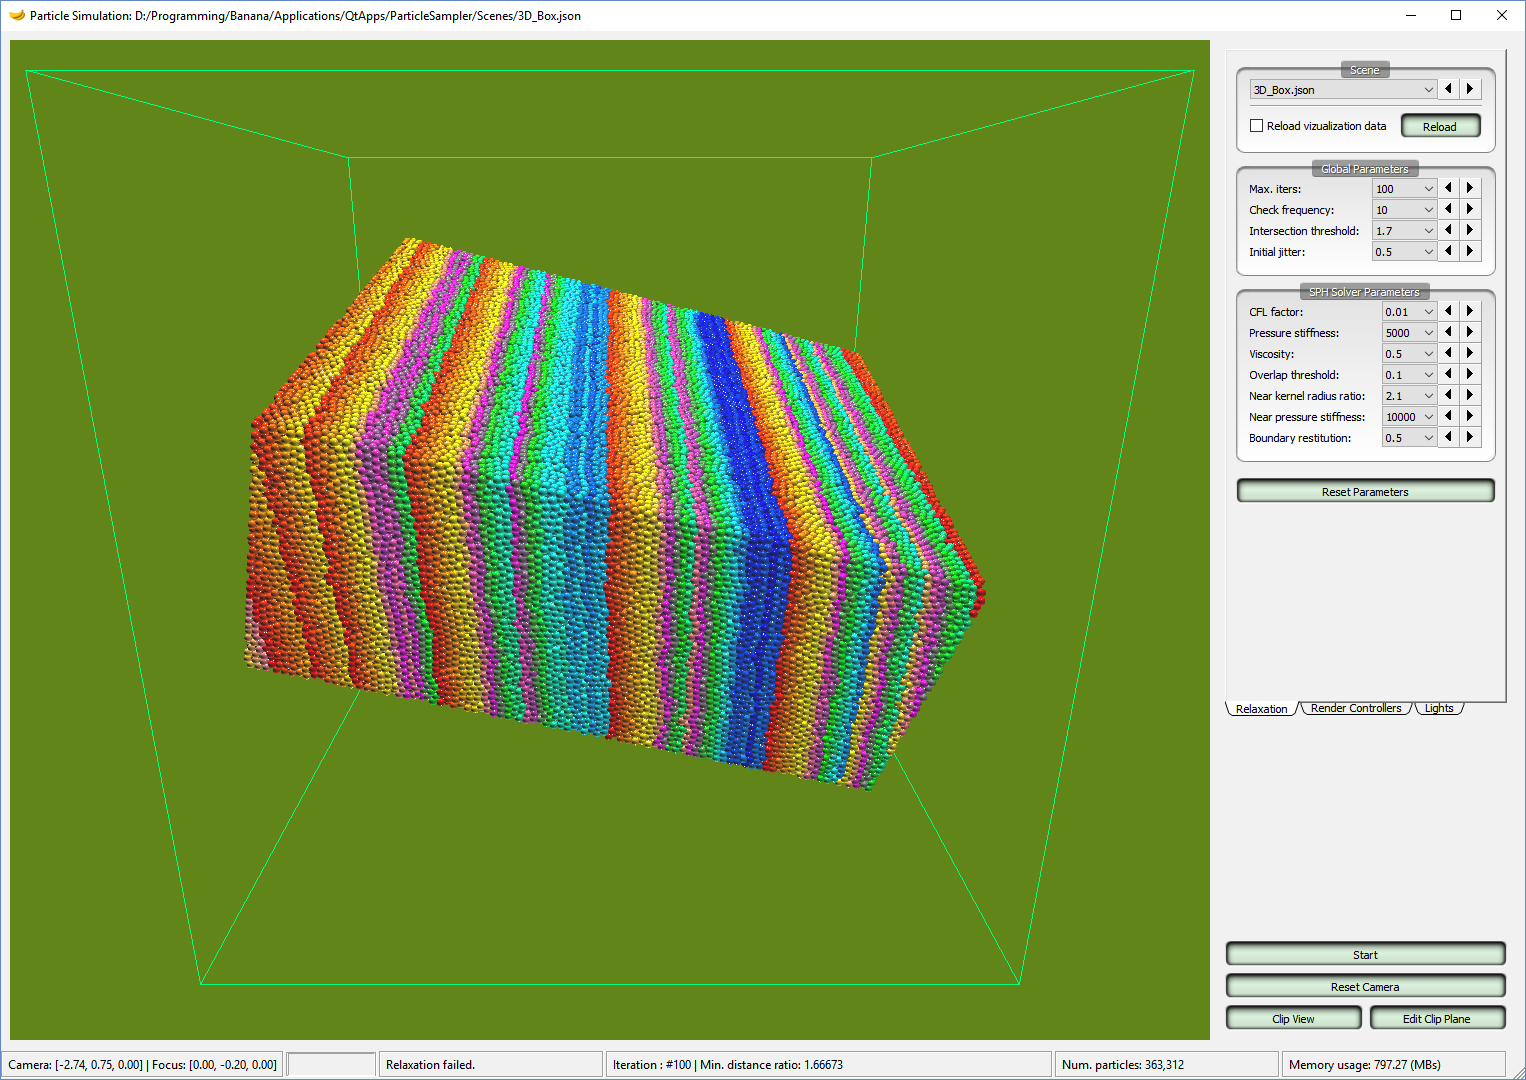 Particle Simulation: D:/Programming/Banana/Applications/QtApps/ParticleSampler/Scenes/3D_Box.json
Scene
3D_Box.json
Reload vizualization data
Reload
Global Parameters
Max. iters: 100
Check frequency: 10
Intersection threshold: 1.7
Initial jitter: 0.5
SPH Solver Parameters
CFL factor: 0.01
Pressure stiffness: 5000
Viscosity: 0.5
Overlap threshold: 0.1
Near kernel radius ratio: 2.1
Near pressure stiffness: 10000
Boundary restitution: 0.5
Reset Parameters
Relaxation Render Controllers Lights
Start
Reset Camera
Clip View Edit Clip Plane
Camera: [-2.74, 0.75, 0.00] | Focus: [0.00, -0.20, 0.00] Relaxation failed. Iteration : #100 | Min. distance ratio: 1.66673 Num. particles: 363,312 Memory usage: 797.27 (MBs)